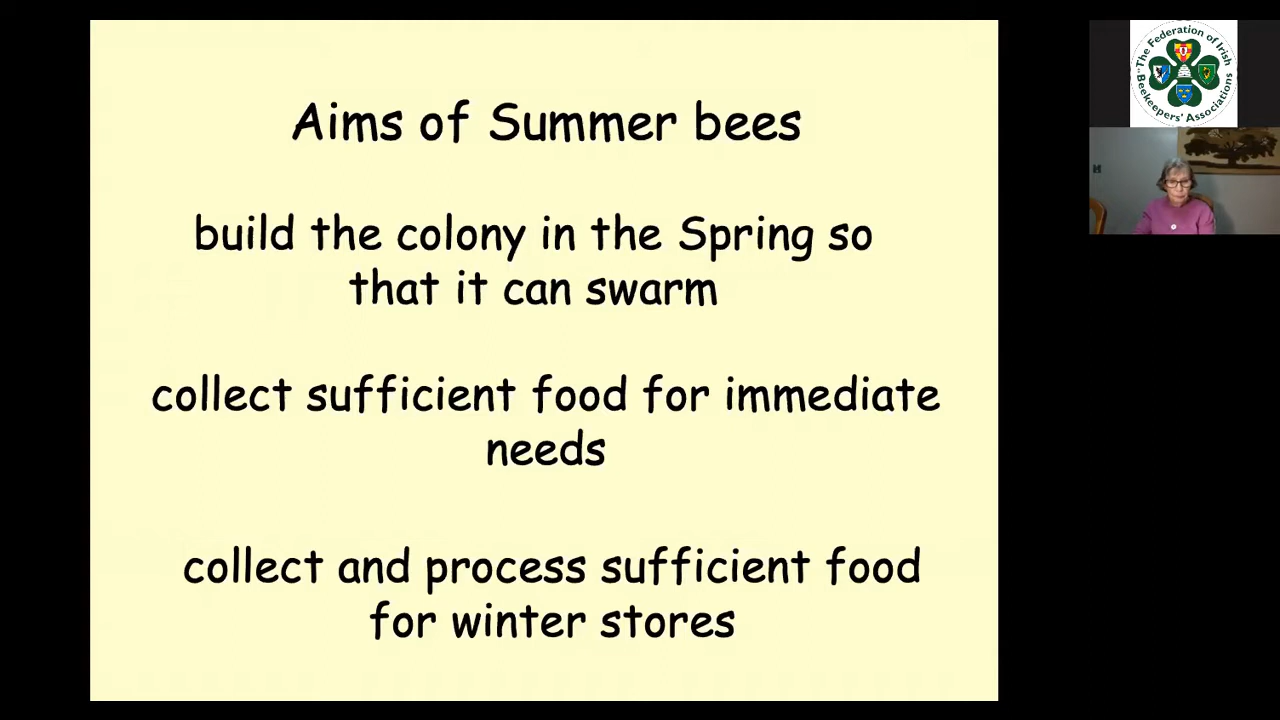 Aims of Summer bees
build the colony in the Spring so
that it can swarm
collect sufficient food for immediate
needs
collect and process sufficient food
for winter stores
"The Federation of Irish
Beekeepers' Associations"